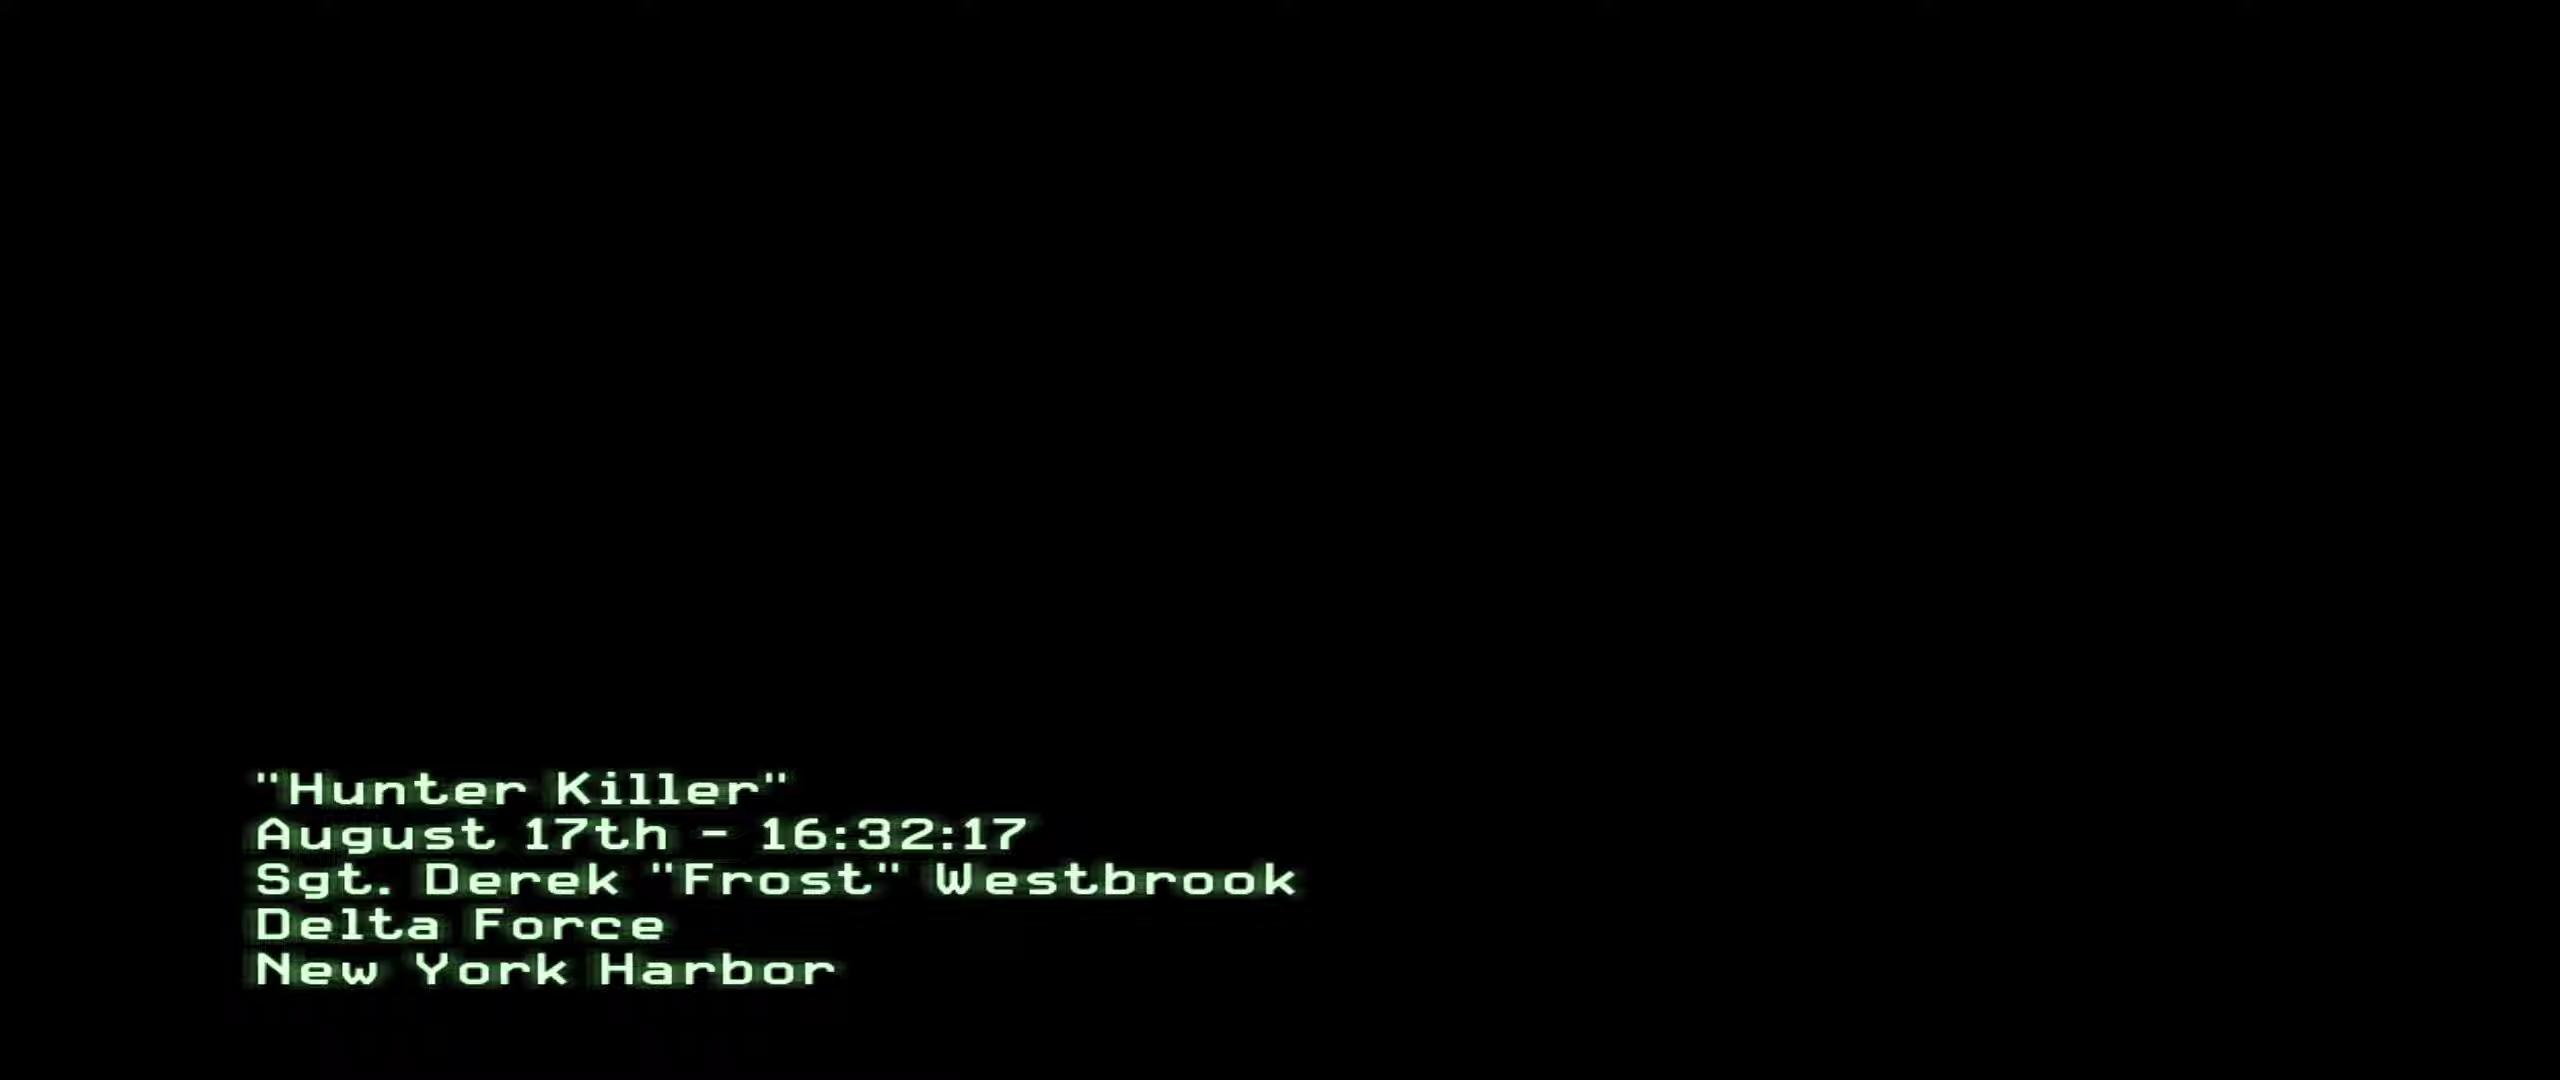 "Hunter Killer"
August 17th - 16:32:17
Sgt. Derek "Frost" Westbrook
Delta Force
New York Harbor